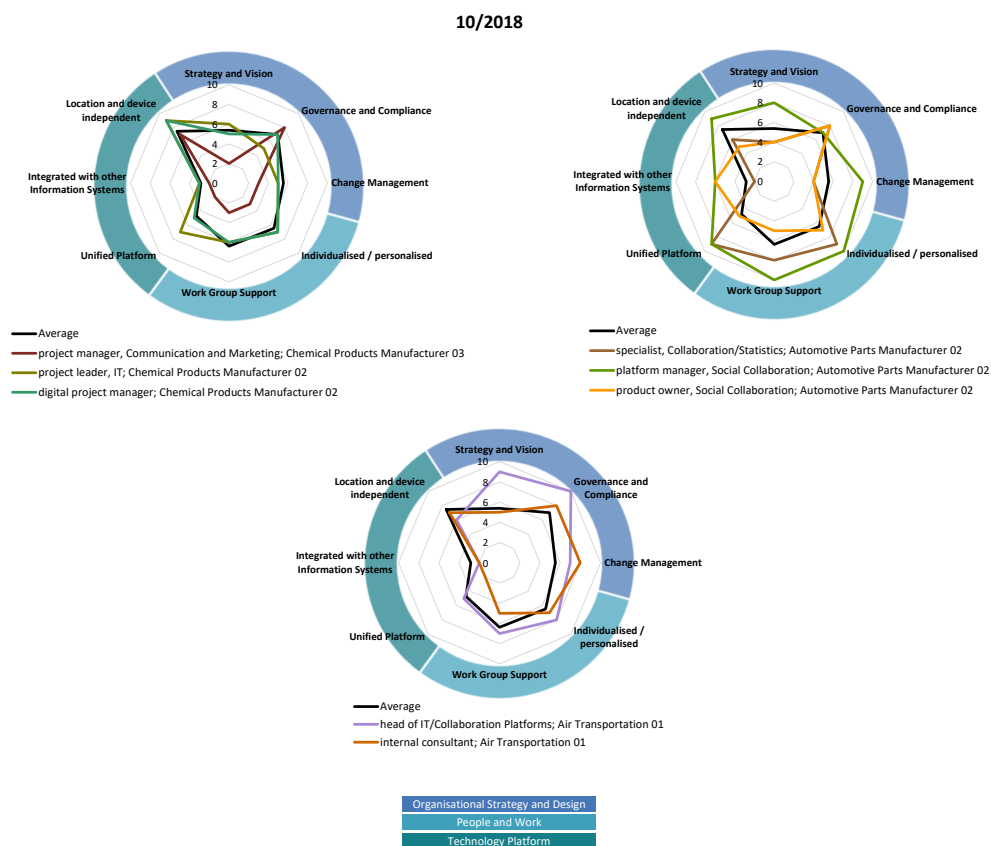 10/2018
Strategy and Vision
10
8
6
4
2
0
Location and device
independent
Governance and Compliance
Integrated with other
Information Systems
Change Management
Unified Platform
Individualised / personalised
Work Group Support
Average
project manager, Communication and Marketing; Chemical Products Manufacturer 03
project leader, IT; Chemical Products Manufacturer 02
digital project manager; Chemical Products Manufacturer 02
Strategy and Vision
10
8
6
4
2
0
Location and device
independent
Governance and Compliance
Integrated with other
Information Systems
Change Management
Unified Platform
Individualised / personalised
Work Group Support
Average
specialist, Collaboration/Statistics; Automotive Parts Manufacturer 02
platform manager, Social Collaboration; Automotive Parts Manufacturer 02
product owner, Social Collaboration; Automotive Parts Manufacturer 02
Strategy and Vision
10
8
6
4
2
0
Location and device
independent
Governance and
Compliance
Integrated with other
Information Systems
Change Management
Unified Platform
Individualised /
personalised
Work Group Support
Average
head of IT/Collaboration Platforms; Air Transportation 01
internal consultant; Air Transportation 01
Organisational Strategy and Design
People and Work
Technology Platform